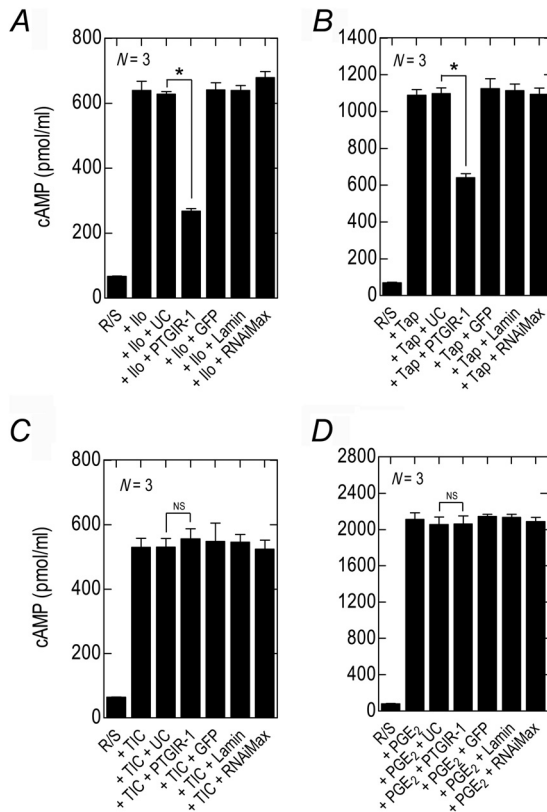 A
cAMP (pmol/ml)
800
600
400
200
0
N = 3
*
R/S
+ Ilo
+ Ilo + UC
+ Ilo + PTGIR-1
+ Ilo + GFP
+ Ilo + Lamin
+ Ilo + RNAiMax
B
1400
1200
1000
800
600
400
200
0
N = 3
*
R/S
+ Tap
+ Tap + UC
+ Tap + PTGIR-1
+ Tap + GFP
+ Tap + Lamin
+ Tap + RNAiMax
C
cAMP (pmol/ml)
800
600
400
200
0
N = 3
NS
R/S
+ TIC
+ TIC + UC
+ TIC + PTGIR-1
+ TIC + GFP
+ TIC + Lamin
+ TIC + RNAiMax
D
2800
2400
2000
1600
1200
800
400
0
N = 3
NS
R/S
+ PGE₂
+ PGE₂ + UC
+ PGE₂ + PTGIR-1
+ PGE₂ + GFP
+ PGE₂ + Lamin
+ PGE₂ + RNAiMax